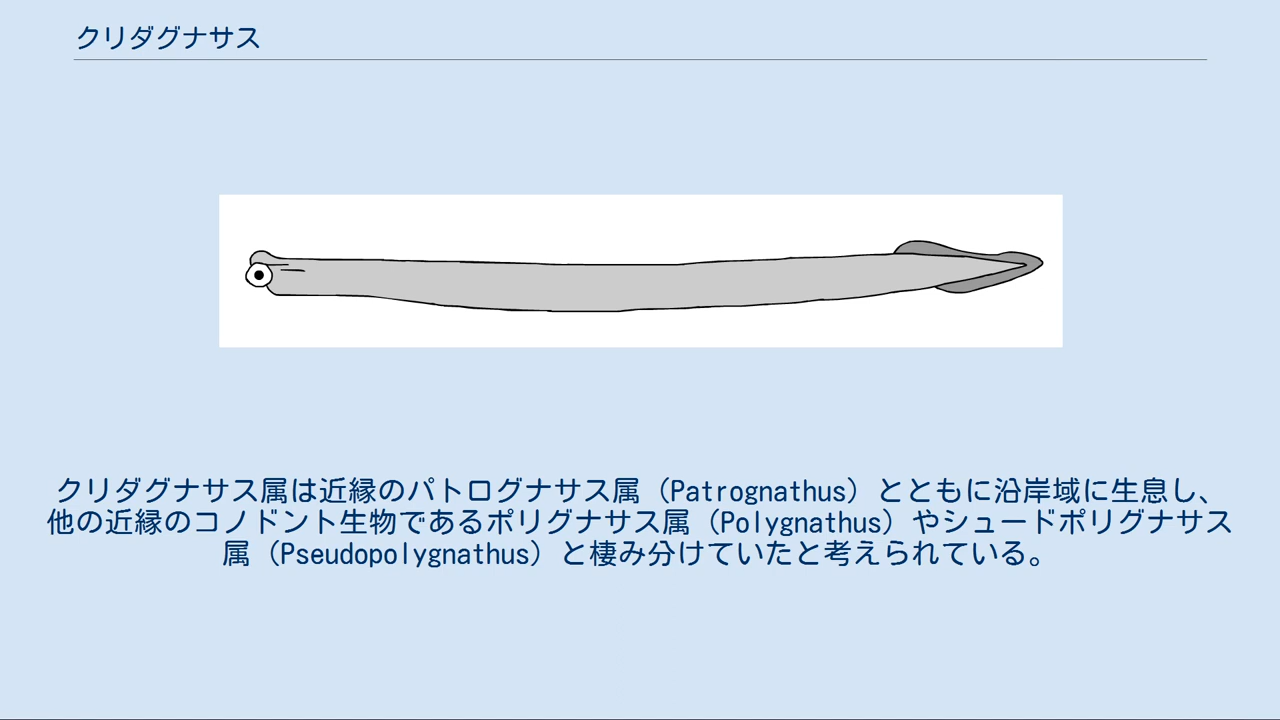 クリダグナサス
クリダグナサス属は近縁のパトログナサス属（Patrognathus）とともに沿岸域に生息し、
他の近縁のコノドント生物であるポリグナサス属（Polygnathus）やシュードポリグナサス
属（Pseudopolygnathus）と棲み分けていたと考えられている。